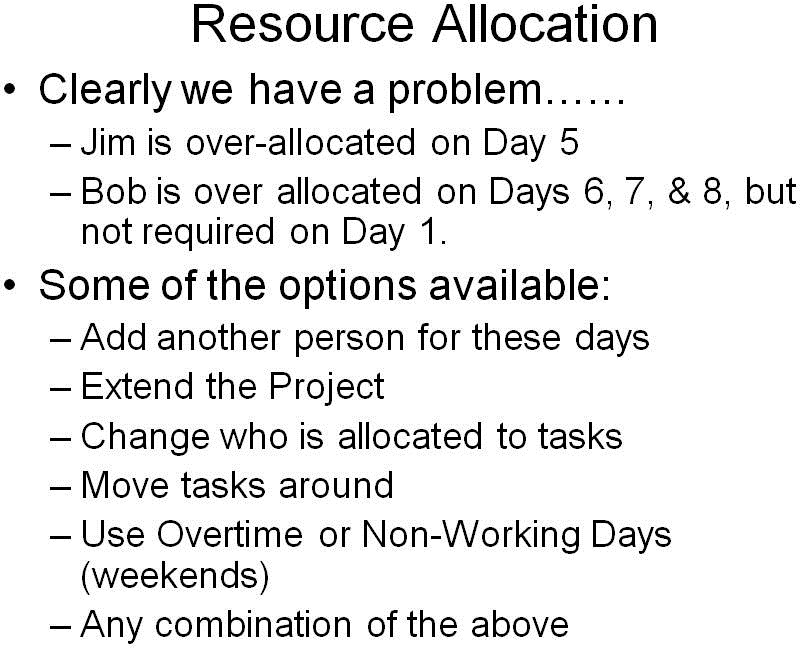 Resource Allocation
• Clearly we have a problem……
– Jim is over-allocated on Day 5
– Bob is over allocated on Days 6, 7, & 8, but
not required on Day 1.
• Some of the options available:
– Add another person for these days
– Extend the Project
– Change who is allocated to tasks
– Move tasks around
– Use Overtime or Non-Working Days
(weekends)
– Any combination of the above